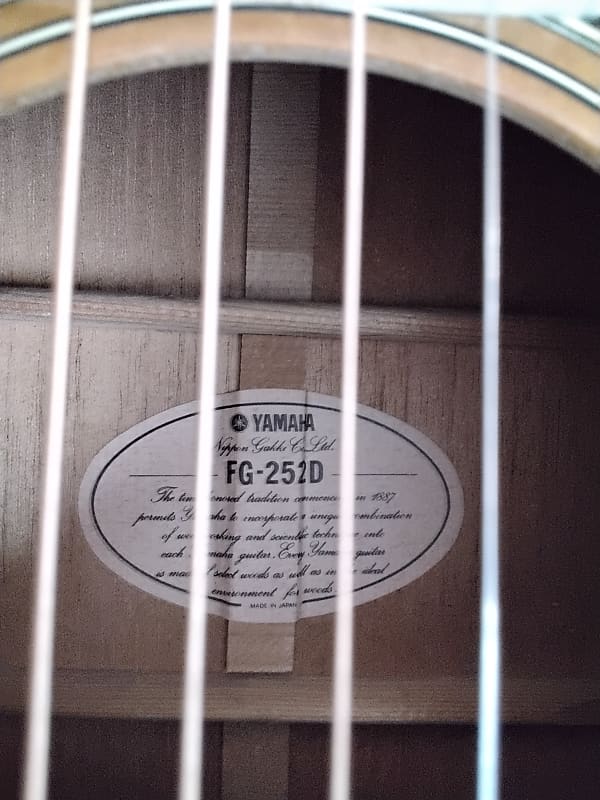 YAMAHA
Nippon Gakki Co. Ltd.
FG-252D
The time honored tradition commenced in 1887
permits Yamaha to incorporate a unique combination
of woodworking and scientific technique into
each Yamaha guitar. Every Yamaha guitar
is made of select woods as well as in the ideal
environment for woods.
MADE IN JAPAN